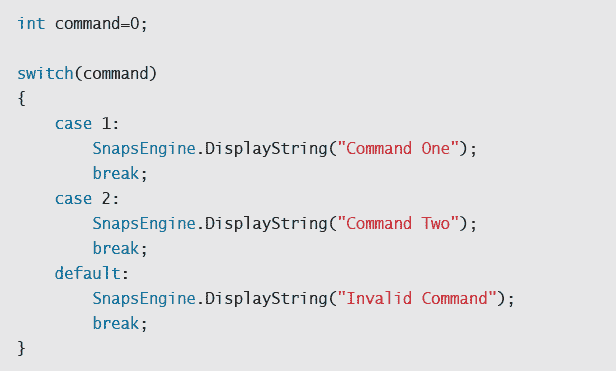 int command=0;

switch(command)
{
    case 1:
        SnapsEngine.DisplayString("Command One");
        break;
    case 2:
        SnapsEngine.DisplayString("Command Two");
        break;
    default:
        SnapsEngine.DisplayString("Invalid Command");
        break;
}